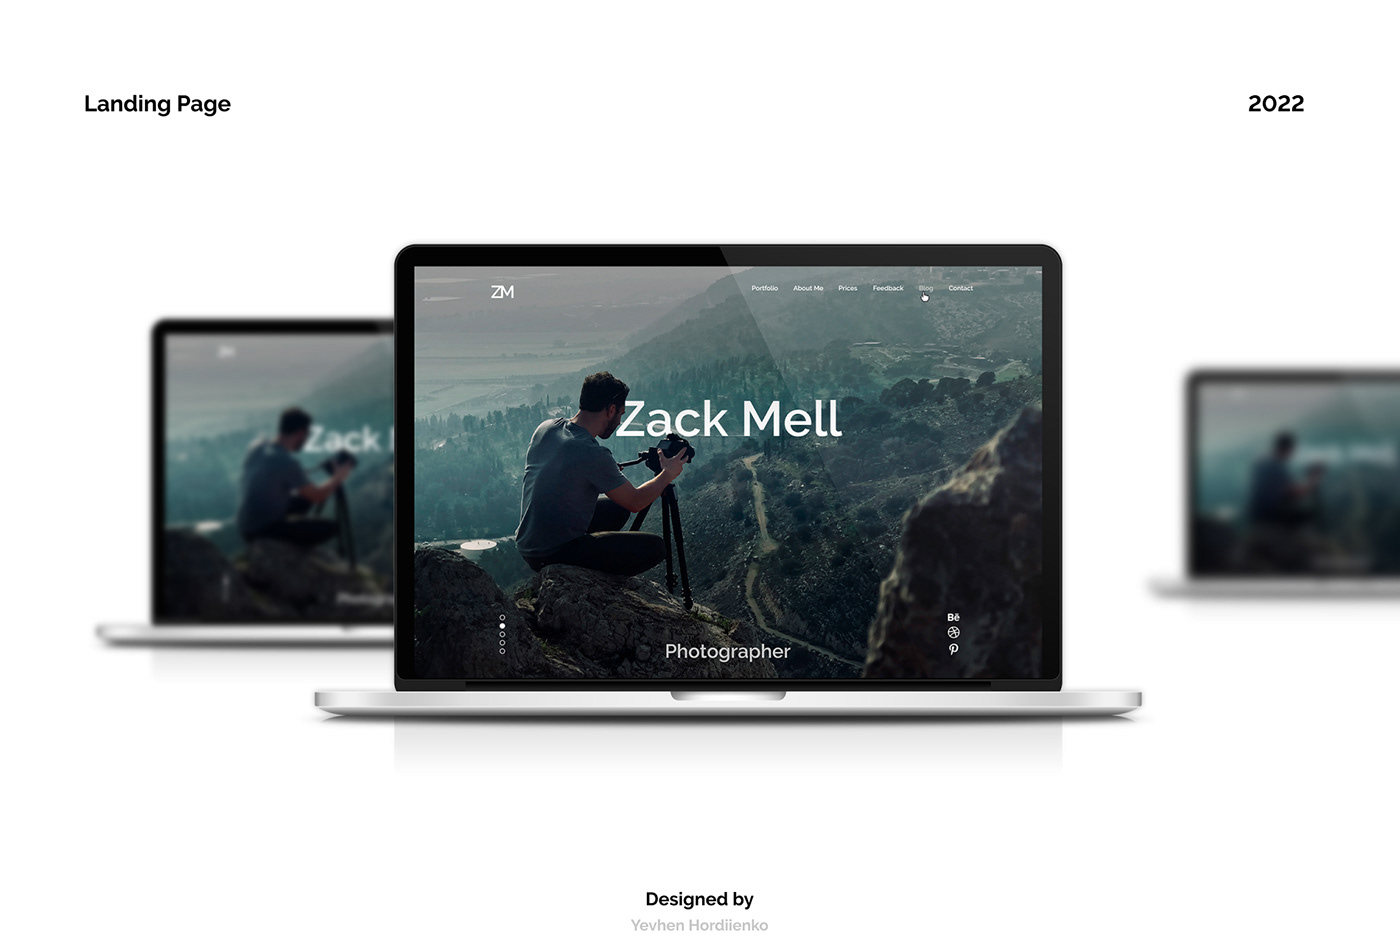 Landing Page
2022
ZM
Portfolio About Me Prices Feedback Blog Contact
Zack Mell
Zack
Photographer
Bē
Designed by
Yevhen Hordiienko